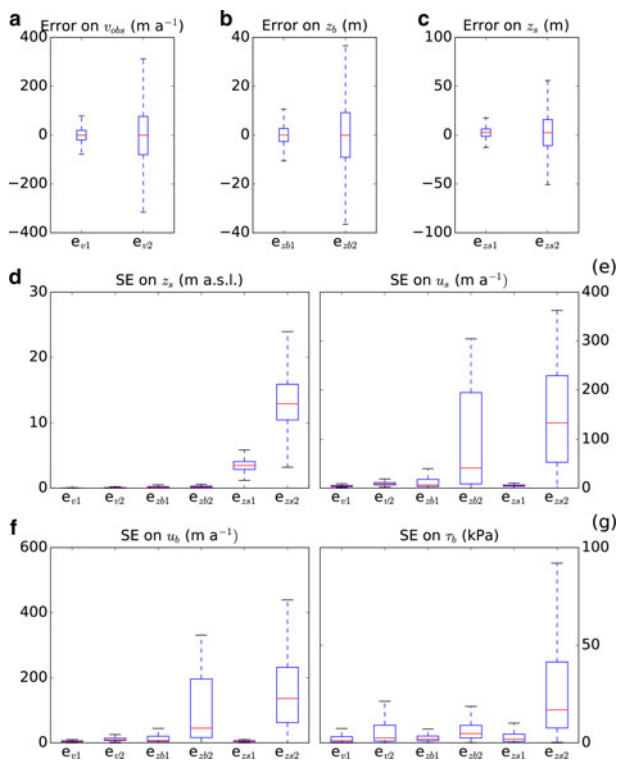 a Error on v_obs (m a⁻¹)
400
200
0
−200
−400
e_v1 e_v2
b Error on z_b (m)
40
20
0
−20
−40
e_zb1 e_zb2
c Error on z_s (m)
100
50
0
−50
−100
e_zs1 e_zs2
d SE on z_s (m a.s.l.)
30
20
10
0
e_v1 e_v2 e_zb1 e_zb2 e_zs1 e_zs2
SE on u_s (m a⁻¹) (e)
400
300
200
100
0
e_v1 e_v2 e_zb1 e_zb2 e_zs1 e_zs2
f SE on u_b (m a⁻¹)
600
400
200
0
e_v1 e_v2 e_zb1 e_zb2 e_zs1 e_zs2
SE on τ_b (kPa) (g)
100
50
0
e_v1 e_v2 e_zb1 e_zb2 e_zs1 e_zs2